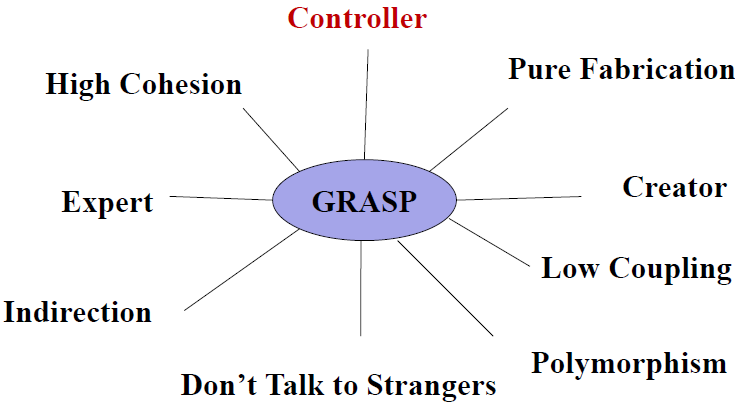 Controller
High Cohesion
Pure Fabrication
Expert
GRASP
Creator
Low Coupling
Indirection
Don’t Talk to Strangers
Polymorphism